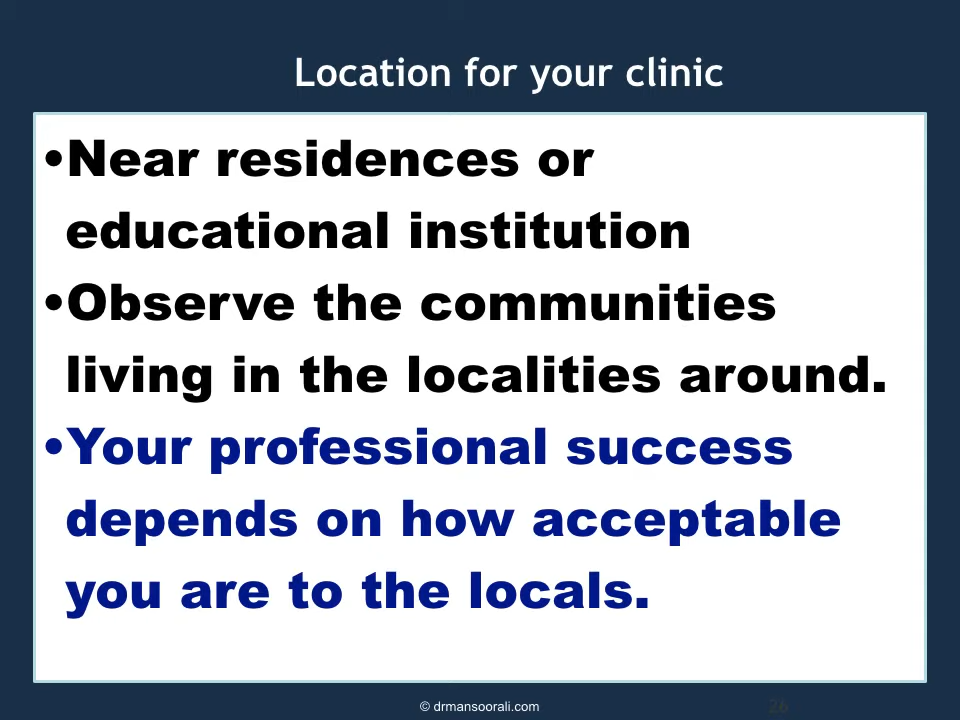 Location for your clinic
•Near residences or
educational institution
•Observe the communities
living in the localities around.
•Your professional success
depends on how acceptable
you are to the locals.
© drmansoorali.com
26